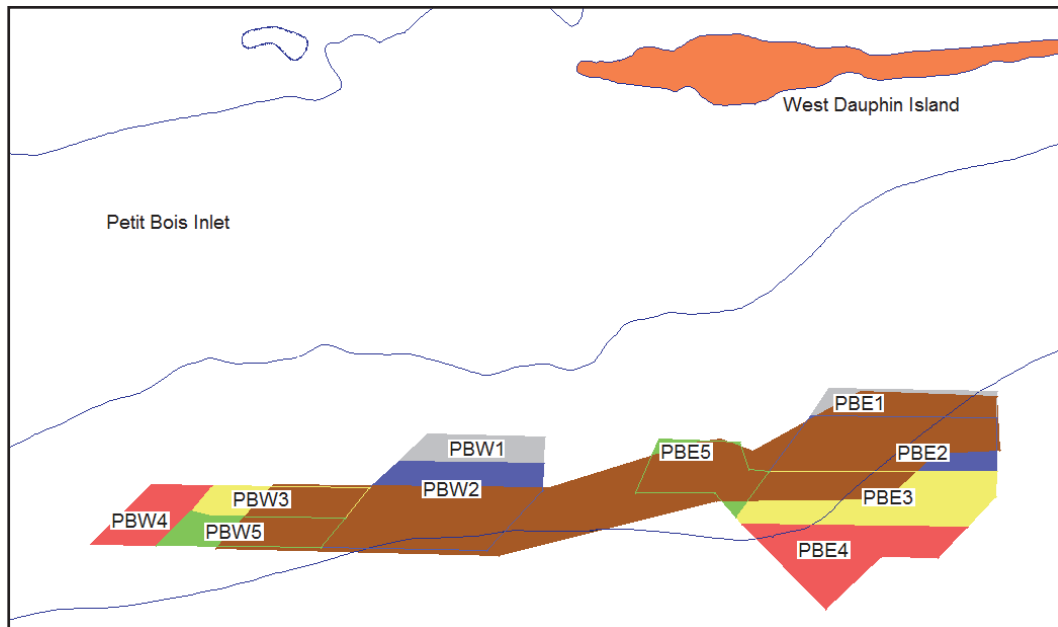 West Dauphin Island
Petit Bois Inlet
PBE1
PBW1
PBE5
PBE2
PBW2
PBW3
PBE3
PBW4
PBW5
PBE4